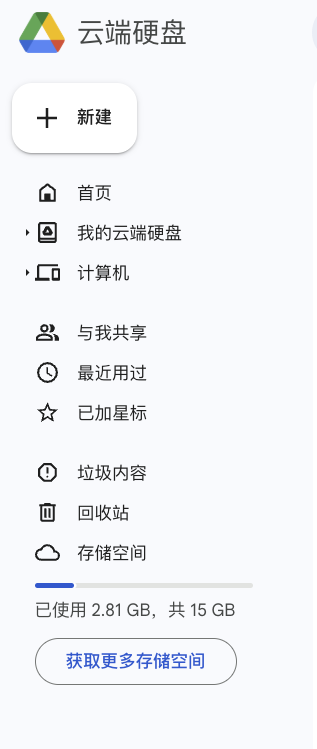 云端硬盘
新建
首页
我的云端硬盘
计算机
与我共享
最近用过
已加星标
垃圾内容
回收站
存储空间
已使用 2.81 GB，共 15 GB
获取更多存储空间